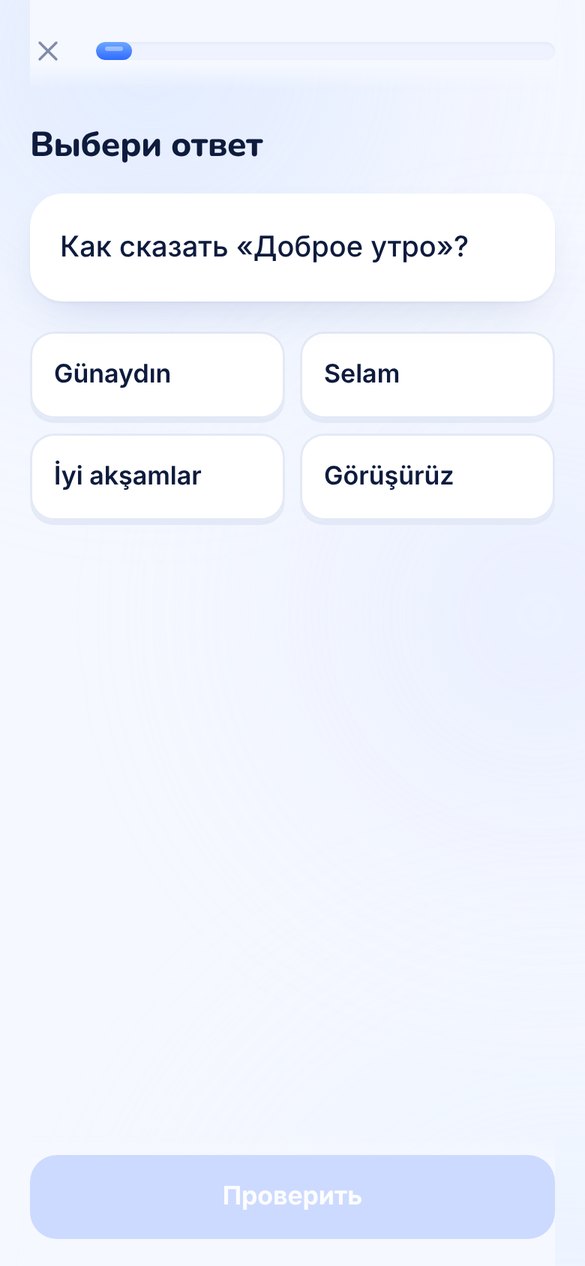 Выбери ответ
Как сказать «Доброе утро»?
Günaydın
Selam
İyi akşamlar
Görüşürüz
Проверить